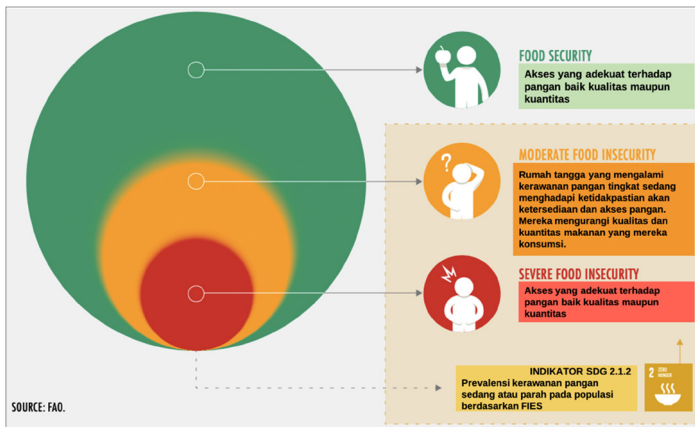 FOOD SECURITY
Akses yang adekuat terhadap
pangan baik kualitas maupun
kuantitas
?
MODERATE FOOD INSECURITY
Rumah tangga yang mengalami
kerawanan pangan tingkat sedang
menghadapi ketidakpastian akan
ketersediaan dan akses pangan.
Mereka mengurangi kualitas dan
kuantitas makanan yang mereka
konsumsi.
SEVERE FOOD INSECURITY
Akses yang adekuat terhadap
pangan baik kualitas maupun
kuantitas
INDIKATOR SDG 2.1.2
Prevalensi kerawanan pangan
sedang atau parah pada populasi
berdasarkan FIES
2 ZERO
HUNGER
SOURCE: FAO.